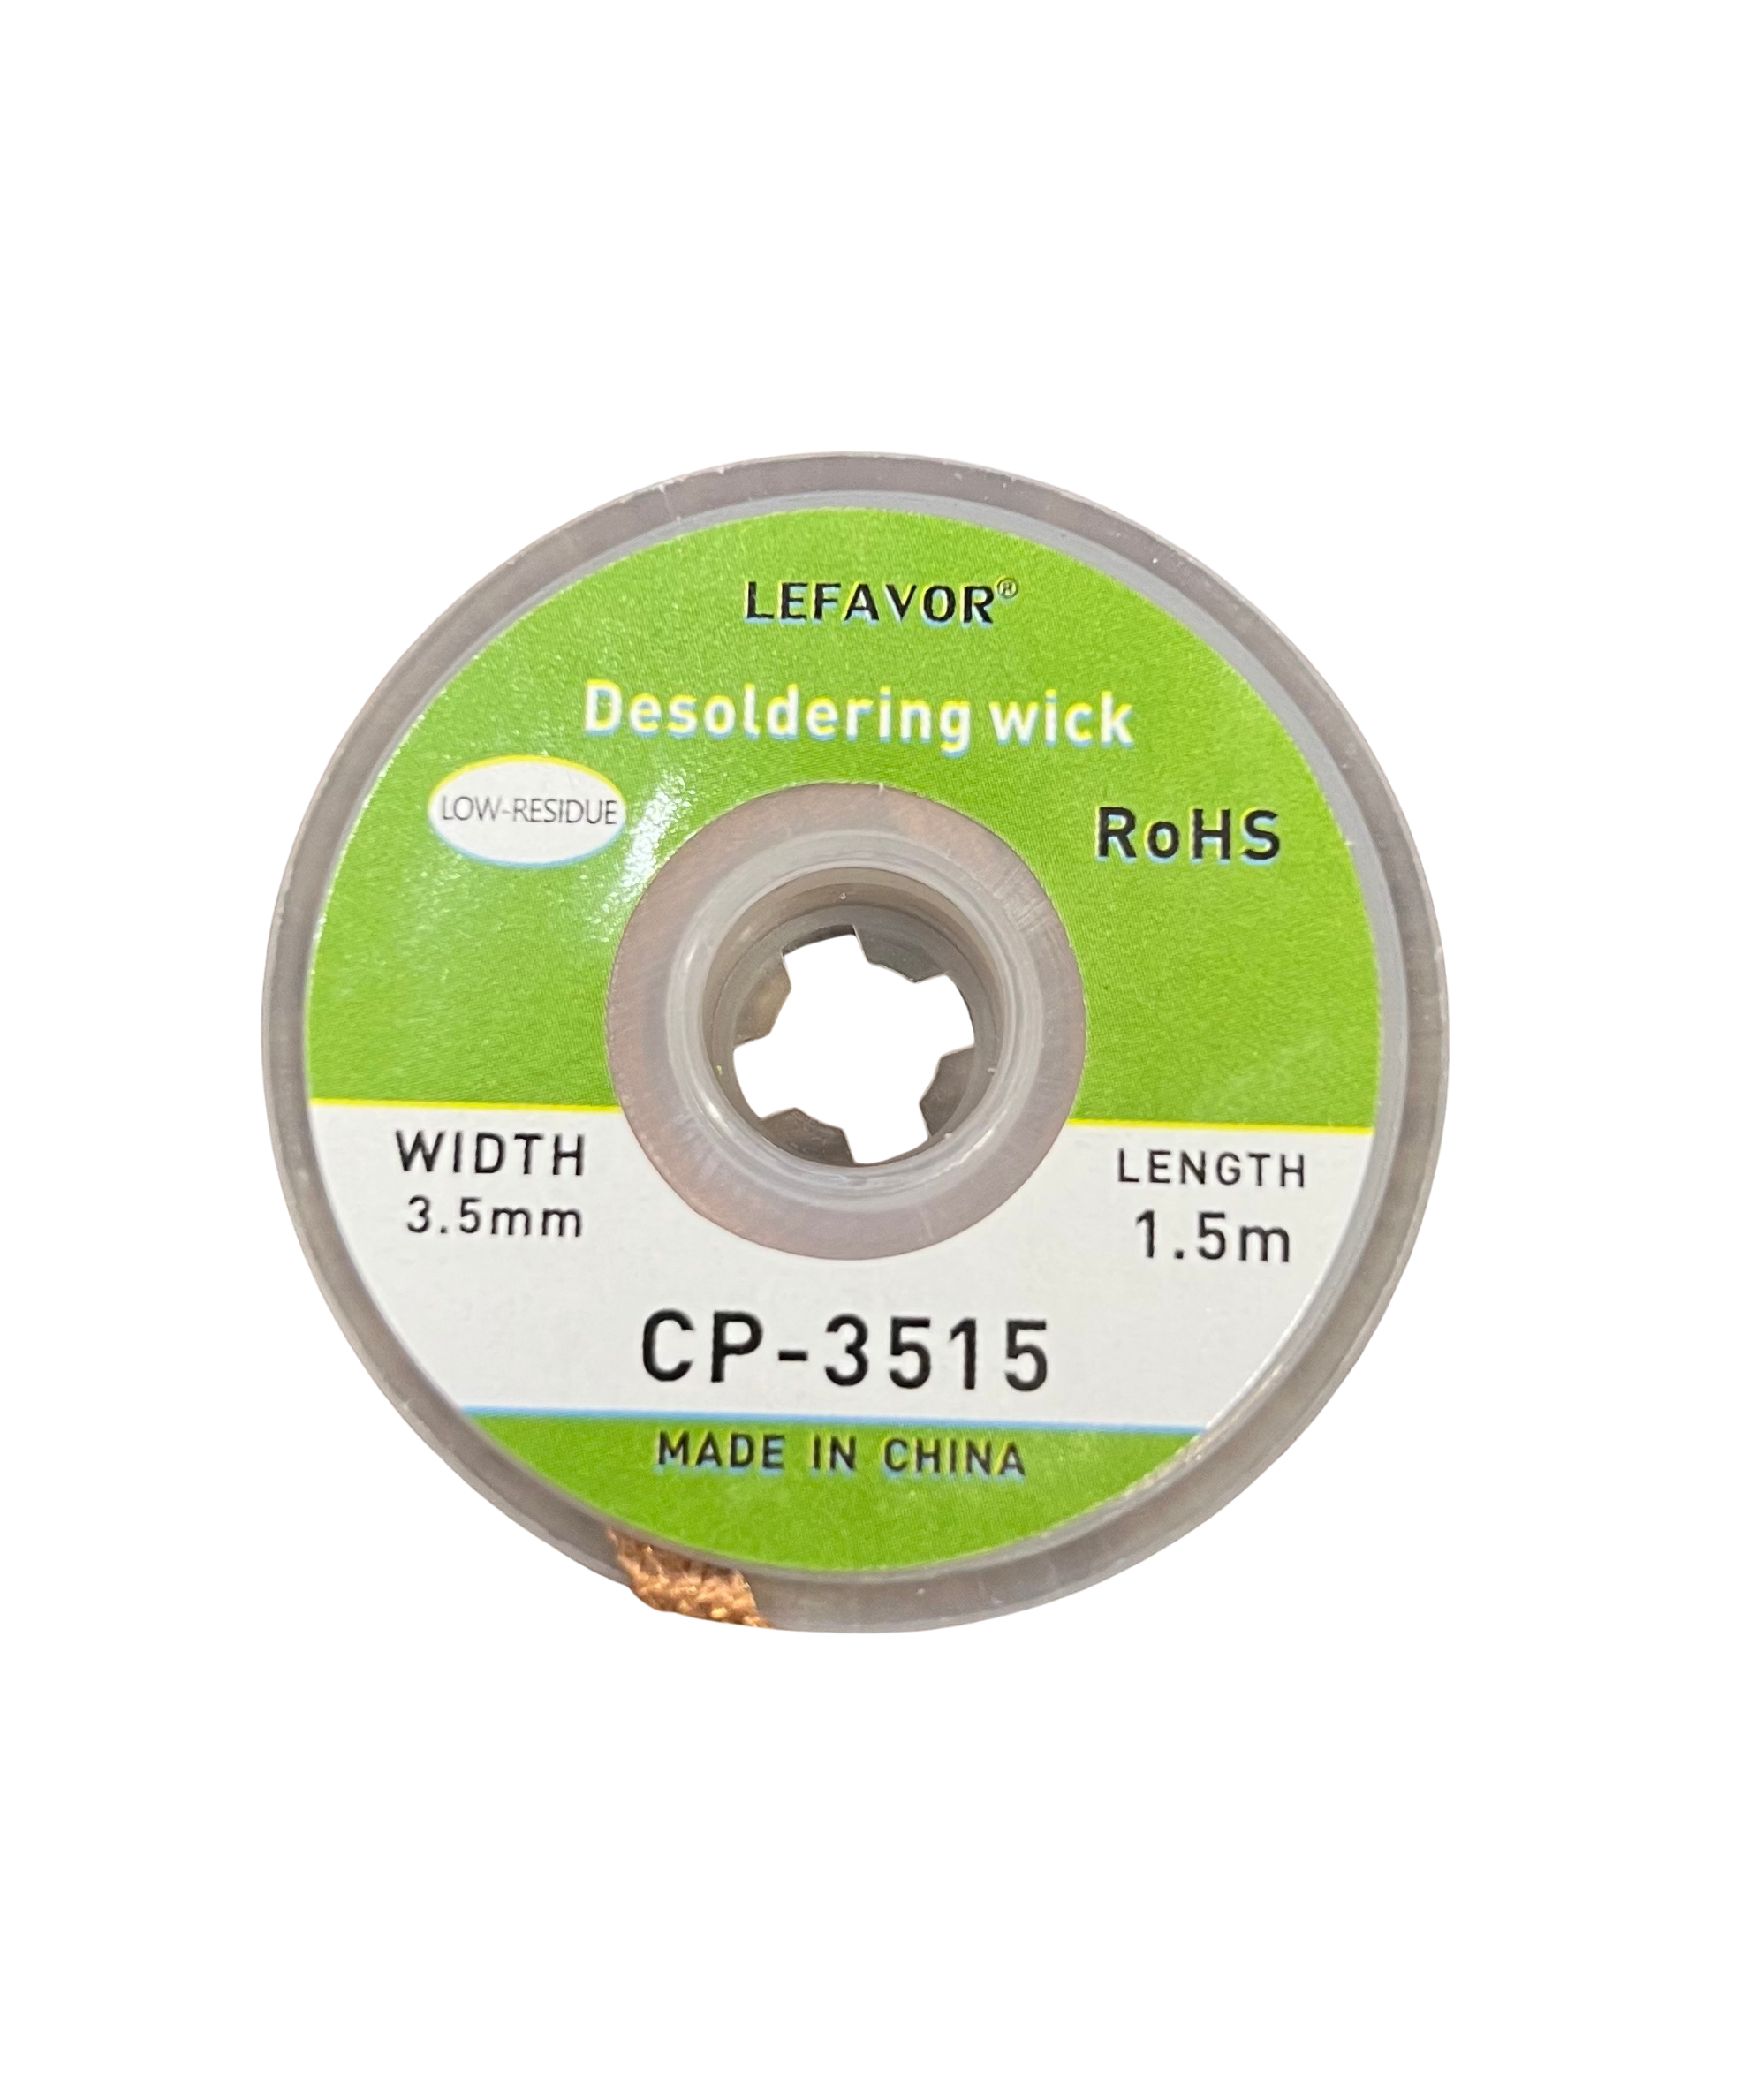 LEFAVOR®
Desoldering wick
LOW-RESIDUE
RoHS
WIDTH
3.5mm
LENGTH
1.5m
CP-3515
MADE IN CHINA